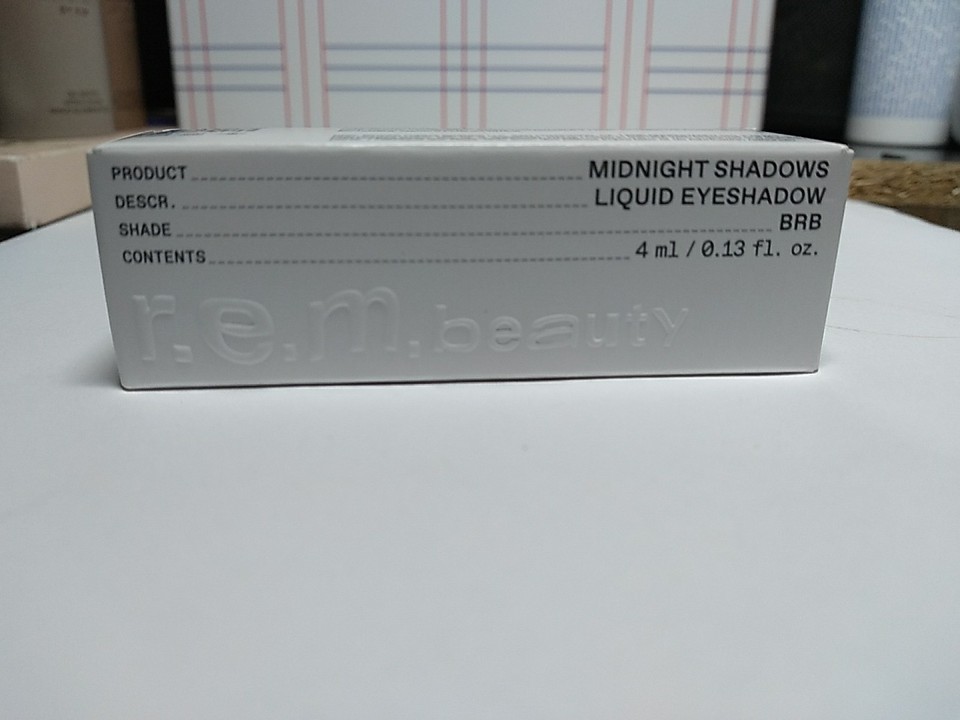 PRODUCT MIDNIGHT SHADOWS
DESCR. LIQUID EYESHADOW
SHADE BRB
CONTENTS 4 ml / 0.13 fl. oz.
r.e.m.beauty